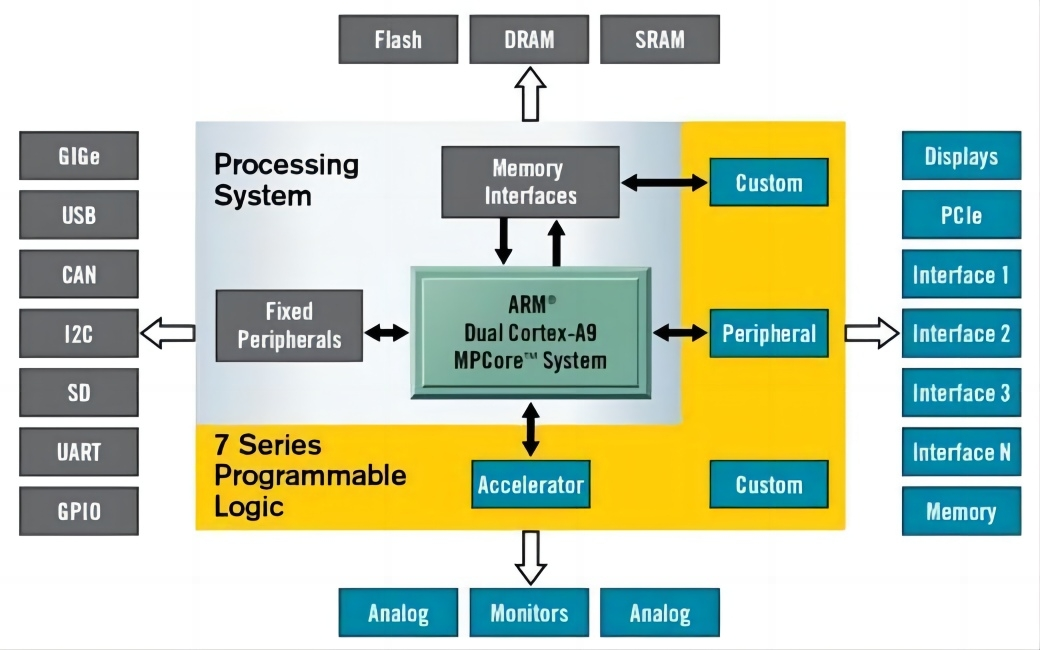 Flash
DRAM
SRAM
GIGe
USB
CAN
I2C
SD
UART
GPIO
Processing
System
Memory
Interfaces
Custom
Fixed
Peripherals
ARM®
Dual Cortex-A9
MPCore™ System
Peripheral
7 Series
Programmable
Logic
Accelerator
Custom
Displays
PCIe
Interface 1
Interface 2
Interface 3
Interface N
Memory
Analog
Monitors
Analog